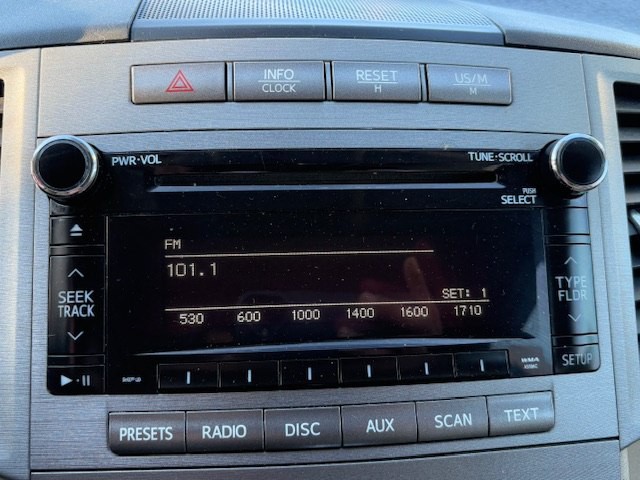 INFO
CLOCK
RESET
H
US/M
M
PWR·VOL
TUNE·SCROLL
PUSH
SELECT
FM
101.1
SET: 1
530 600 1000 1400 1600 1710
SEEK
TRACK
TYPE
FLDR
SETUP
WMA
PRESETS RADIO DISC AUX SCAN TEXT